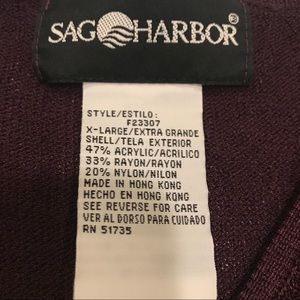 SAG HARBOR®
STYLE/ESTILO:
F23307
X-LARGE/EXTRA GRANDE
SHELL/TELA EXTERIOR
47% ACRYLIC/ACRILICO
33% RAYON/RAYON
20% NYLON/NILON
MADE IN HONG KONG
HECHO EN HONG KONG
SEE REVERSE FOR CARE
VER AL DORSO PARA CUIDADO
RN 51735